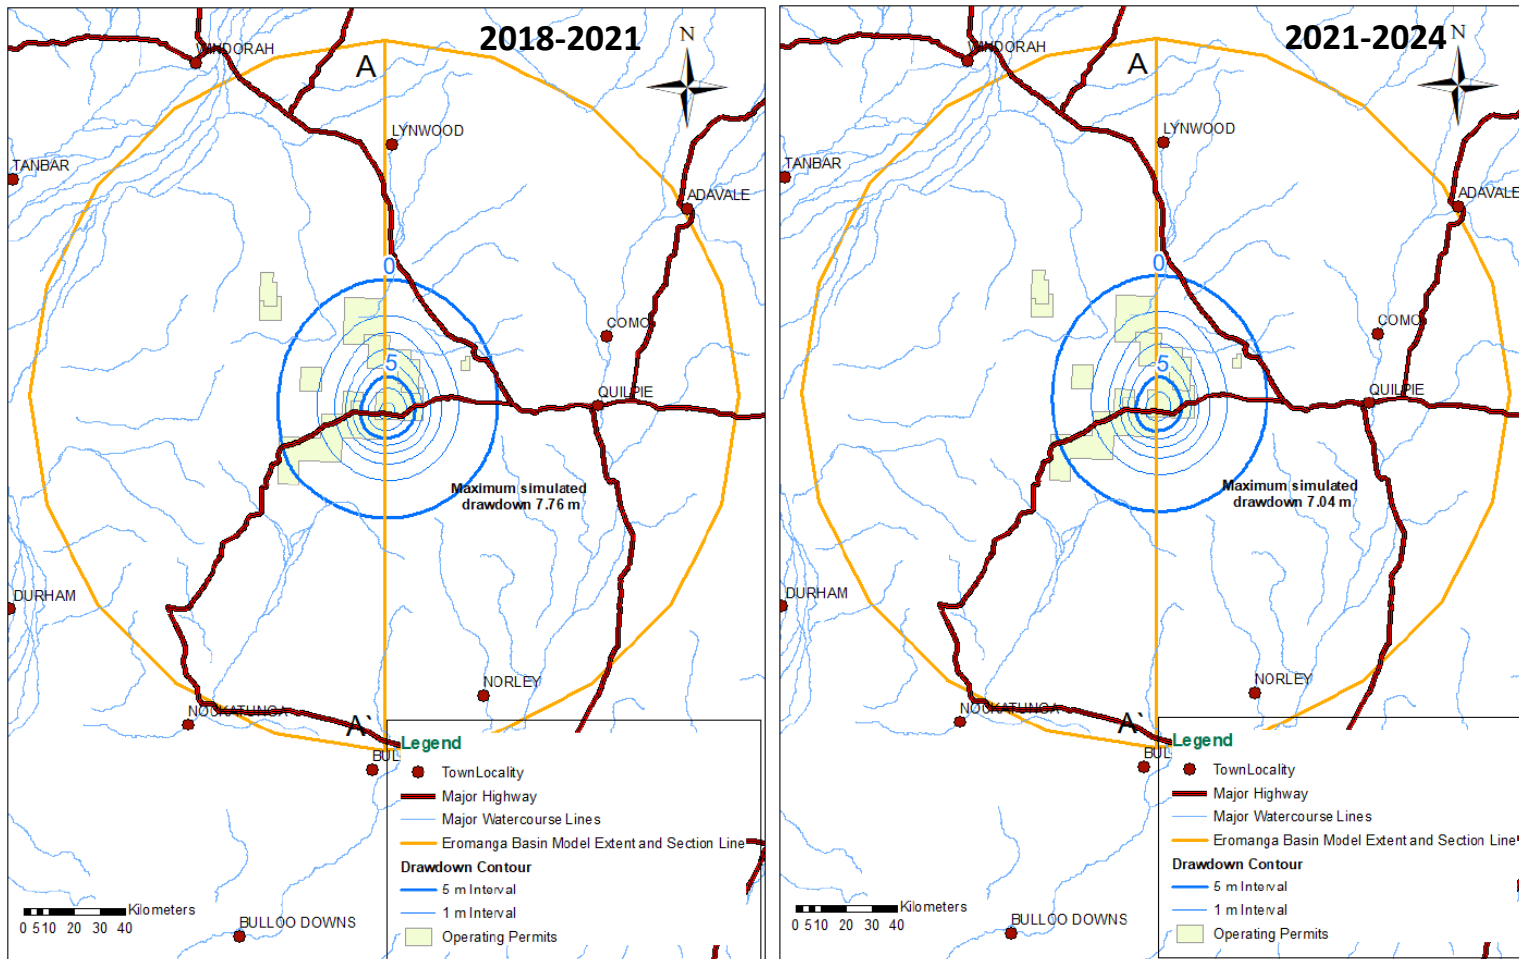 2018-2021
N
WINDORAH
A
LYNWOOD
TANBAR
ADAVALE
0
COMO
5
QUILPIE
Maximum simulated
drawdown 7.76 m
DURHAM
NORLEY
NOCKATUNGA
A`
BUL
Legend
TownLocality
Major Highway
Major Watercourse Lines
Eromanga Basin Model Extent and Section Line
Drawdown Contour
5 m Interval
1 m Interval
Operating Permits
Kilometers
0 5 10 20 30 40
BULLOO DOWNS
2021-2024
N
WINDORAH
A
LYNWOOD
TANBAR
ADAVALE
0
COMO
5
QUILPIE
Maximum simulated
drawdown 7.04 m
DURHAM
NORLEY
NOCKATUNGA
A`
BUL
Legend
TownLocality
Major Highway
Major Watercourse Lines
Eromanga Basin Model Extent and Section Line
Drawdown Contour
5 m Interval
1 m Interval
Operating Permits
Kilometers
0 5 10 20 30 40
BULLOO DOWNS